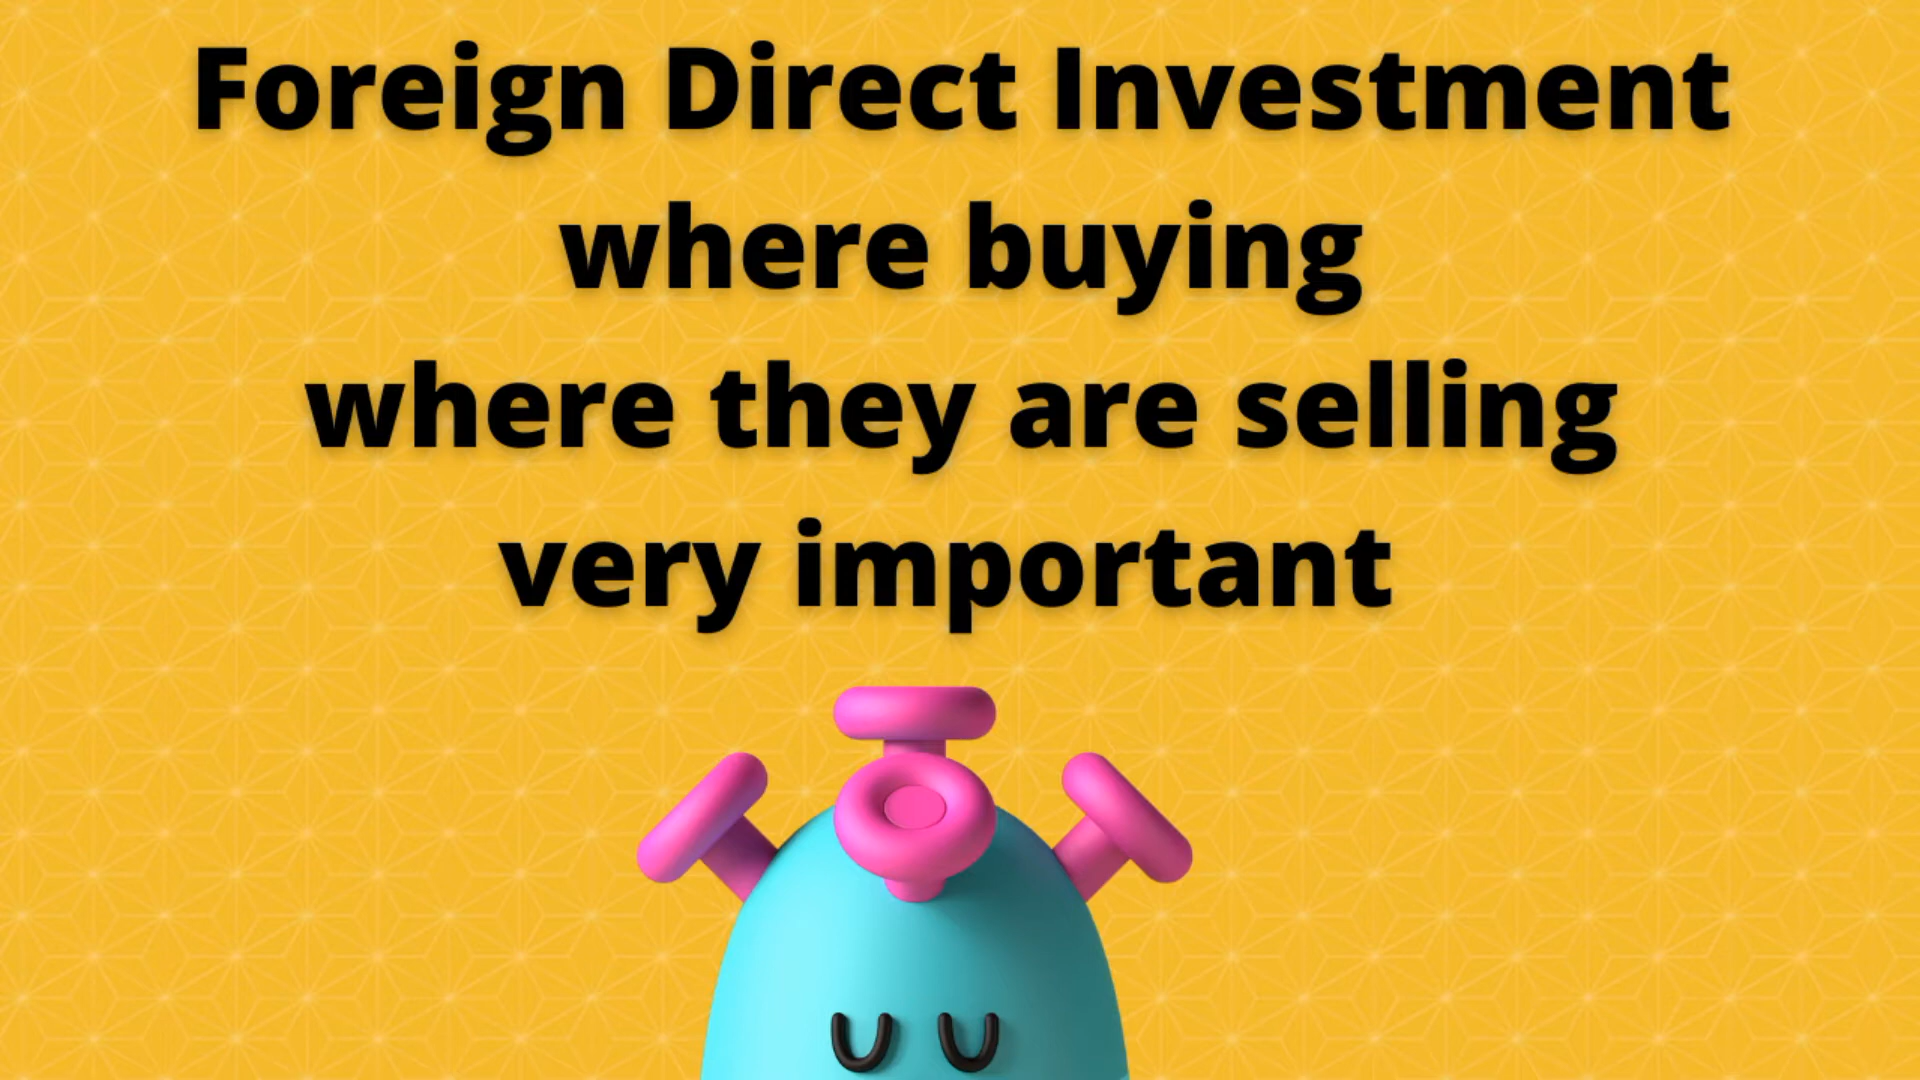 Foreign Direct Investment
where buying
where they are selling
very important